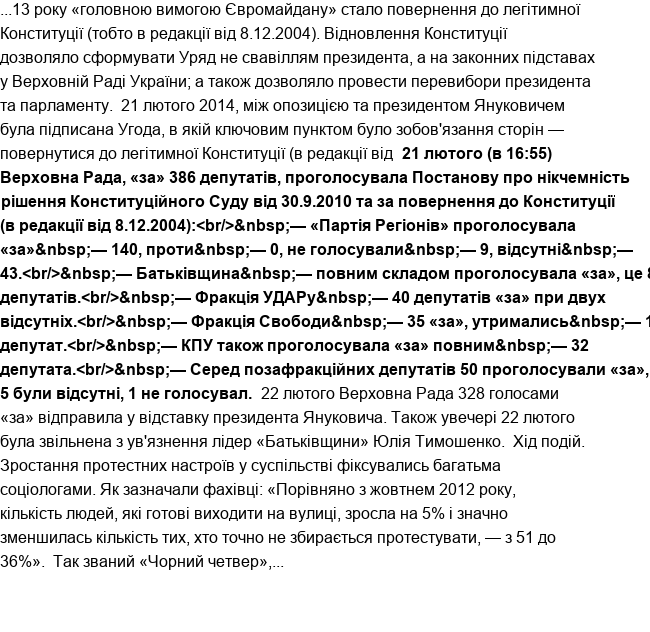 ...13 року «головною вимогою Євромайдану» стало повернення до легітимної
Конституції (тобто в редакції від 8.12.2004). Відновлення Конституції
дозволяло сформувати Уряд не свавіллям президента, а на законних підставах
у Верховній Раді України; а також дозволяло провести перевибори президента
та парламенту.  21 лютого 2014, між опозицією та президентом Януковичем
була підписана Угода, в якій ключовим пунктом було зобов'язання сторін —
повернутися до легітимної Конституції (в редакції від  21 лютого (в 16:55)
Верховна Рада, «за» 386 депутатів, проголосувала Постанову про нікчемність
рішення Конституційного Суду від 30.9.2010 та за повернення до Конституції
(в редакції від 8.12.2004):<br/>&nbsp;— «Партія Регіонів» проголосувала
«за»&nbsp;— 140, проти&nbsp;— 0, не голосували&nbsp;— 9, відсутні&nbsp;—
43.<br/>&nbsp;— Батьківщина&nbsp;— повним складом проголосувала «за», це
депутатів.<br/>&nbsp;— Фракція УДАРу&nbsp;— 40 депутатів «за» при двух
відсутніх.<br/>&nbsp;— Фракція Свободи&nbsp;— 35 «за», утримались&nbsp;— 1
депутат.<br/>&nbsp;— КПУ також проголосувала «за» повним&nbsp;— 32
депутата.<br/>&nbsp;— Серед позафракційних депутатів 50 проголосували «за»,
5 були відсутні, 1 не голосував.  22 лютого Верховна Рада 328 голосами
«за» відправила у відставку президента Януковича. Також увечері 22 лютого
була звільнена з ув'язнення лідер «Батьківщини» Юлія Тимошенко.  Хід подій.
Зростання протестних настроїв у суспільстві фіксувались багатьма
соціологами. Як зазначали фахівці: «Порівняно з жовтнем 2012 року,
кількість людей, які готові виходити на вулиці, зросла на 5% і значно
зменшилась кількість тих, хто точно не збирається протестувати, — з 51 до
36%».  Так званий «Чорний четвер»,...